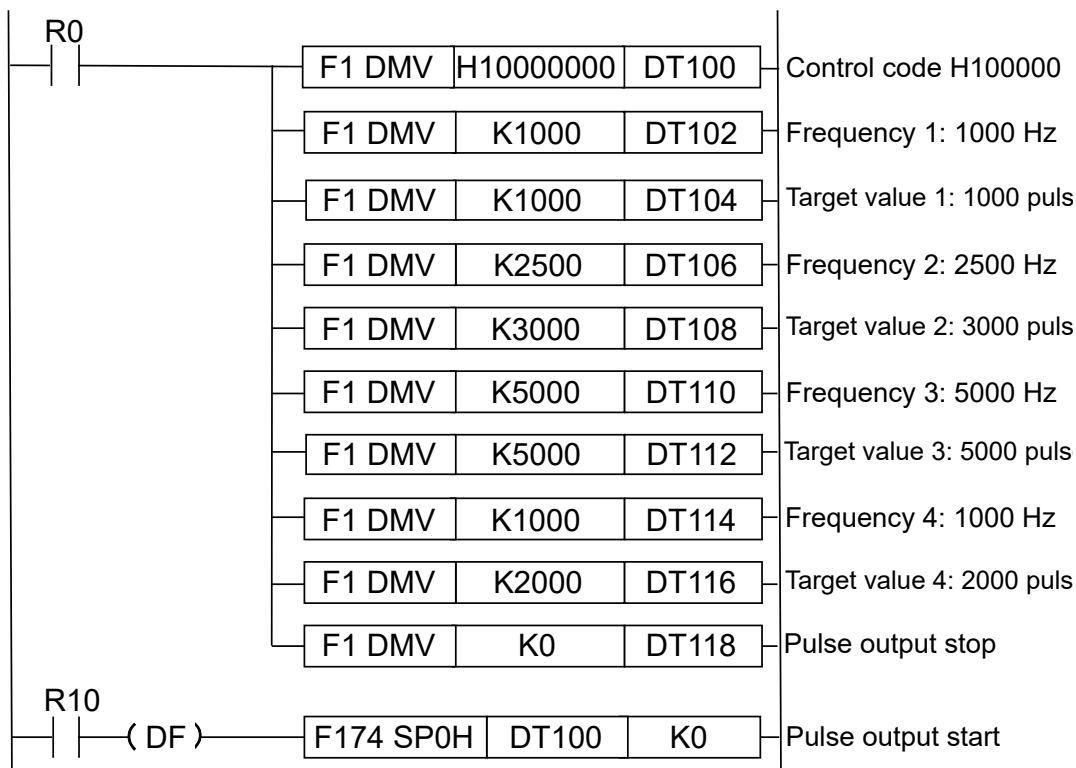 R0
F1 DMV H10000000 DT100 Control code H100000
F1 DMV K1000 DT102 Frequency 1: 1000 Hz
F1 DMV K1000 DT104 Target value 1: 1000 puls
F1 DMV K2500 DT106 Frequency 2: 2500 Hz
F1 DMV K3000 DT108 Target value 2: 3000 puls
F1 DMV K5000 DT110 Frequency 3: 5000 Hz
F1 DMV K5000 DT112 Target value 3: 5000 puls
F1 DMV K1000 DT114 Frequency 4: 1000 Hz
F1 DMV K2000 DT116 Target value 4: 2000 puls
F1 DMV K0 DT118 Pulse output stop
R10
( DF ) F174 SP0H DT100 K0 Pulse output start